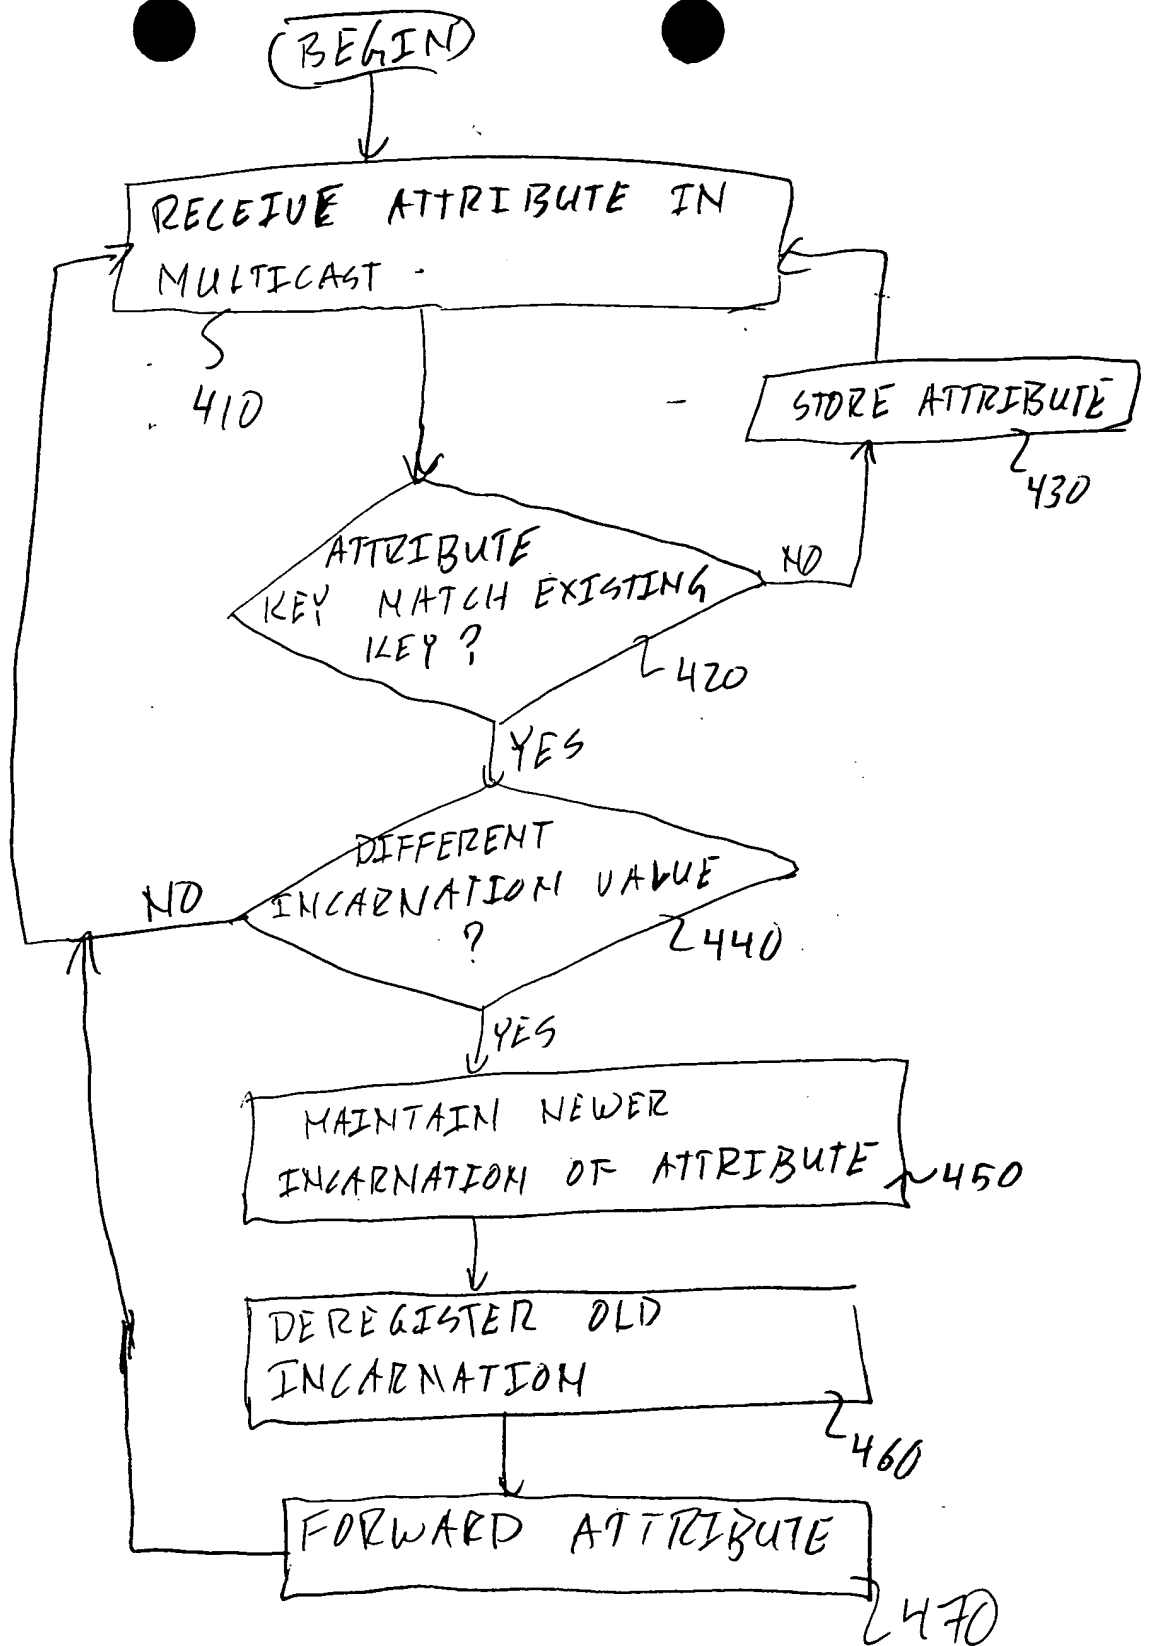 BEGIN
RECEIVE ATTRIBUTE IN
MULTICAST
410
STORE ATTRIBUTE
430
ATTRIBUTE
KEY MATCH EXISTING
KEY ?
NO
420
YES
DIFFERENT
INCARNATION VALUE
?
NO
440
YES
MAINTAIN NEWER
INCARNATION OF ATTRIBUTE
450
DEREGISTER OLD
INCARNATION
460
FORWARD ATTRIBUTE
470